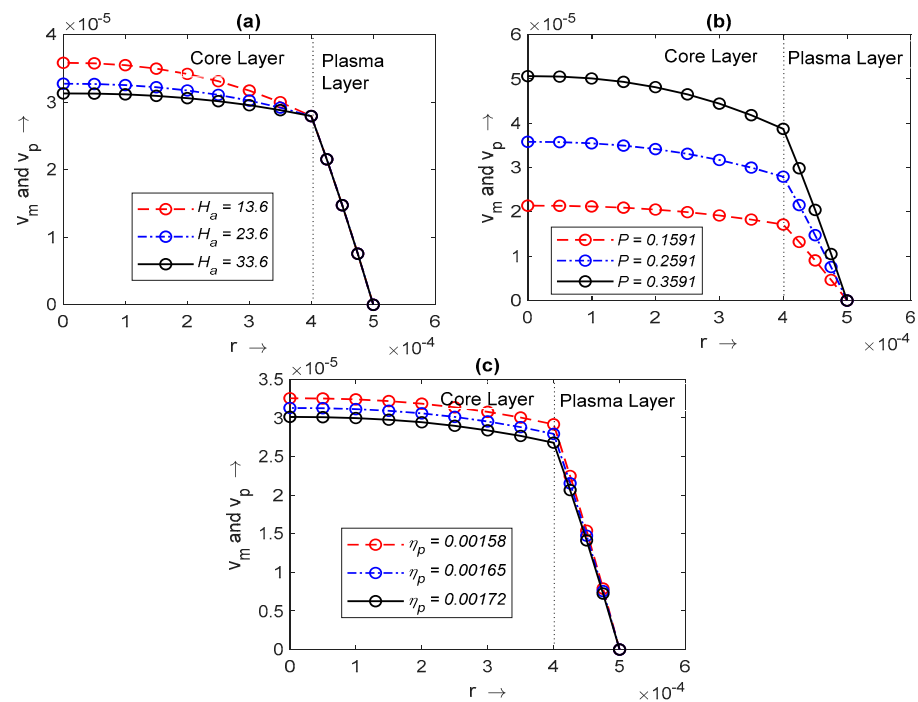 (a)
×10⁻⁵
Core Layer
Plasma
Layer
4
3
2
1
0
v_m and v_p →
H_a = 13.6
H_a = 23.6
H_a = 33.6
0 1 2 3 4 5 6
r →
×10⁻⁴
(b)
×10⁻⁵
Core Layer
Plasma Layer
6
5
4
3
2
1
0
v_m and v_p →
P = 0.1591
P = 0.2591
P = 0.3591
0 1 2 3 4 5 6
r →
×10⁻⁴
(c)
×10⁻⁵
Core Layer
Plasma Layer
3.5
3
2.5
2
1.5
1
0.5
0
v_m and v_p →
η_p = 0.00158
η_p = 0.00165
η_p = 0.00172
0 1 2 3 4 5 6
r →
×10⁻⁴